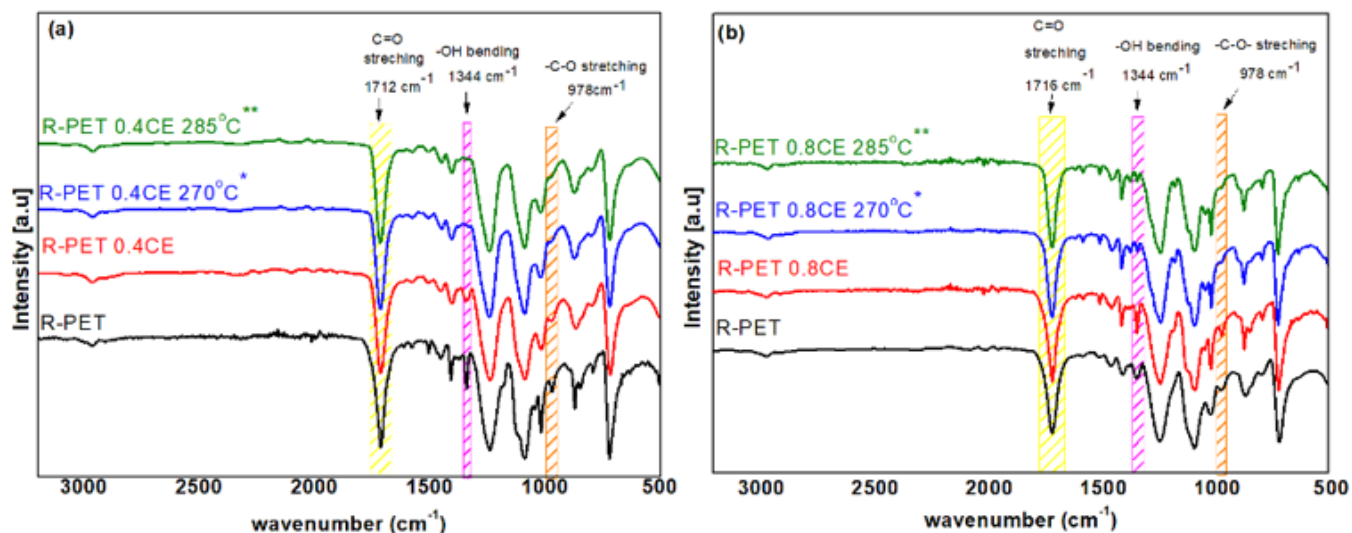 (a)
C=O
streching
1712 cm⁻¹
-OH bending
1344 cm⁻¹
-C-O stretching
978cm⁻¹
R-PET 0.4CE 285°C**
R-PET 0.4CE 270°C*
R-PET 0.4CE
R-PET
Intensity [a.u]
3000 2500 2000 1500 1000 500
wavenumber (cm⁻¹)
(b)
C=O
streching
1716 cm⁻¹
-OH bending
1344 cm⁻¹
-C-O- streching
978 cm⁻¹
R-PET 0.8CE 285°C**
R-PET 0.8CE 270°C*
R-PET 0.8CE
R-PET
Intensity [a.u]
3000 2500 2000 1500 1000 500
wavenumber (cm⁻¹)